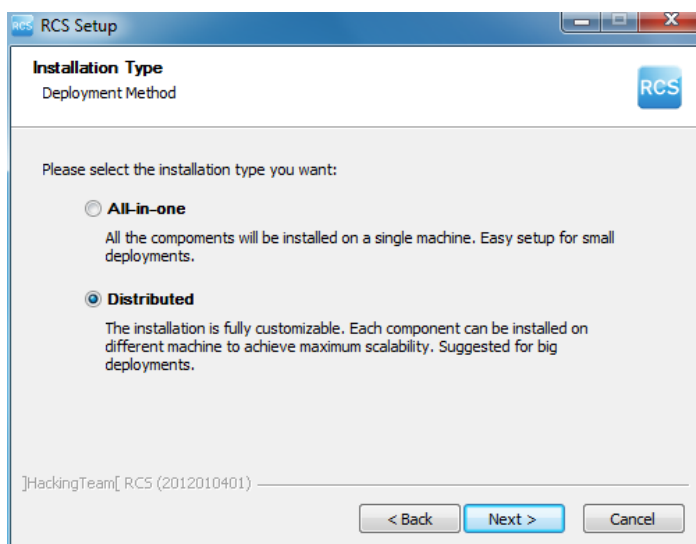 RCS RCS Setup
Installation Type
Deployment Method
RCS
Please select the installation type you want:
All-in-one
All the compoments will be installed on a single machine. Easy setup for small
deployments.
Distributed
The installation is fully customizable. Each component can be installed on
different machine to achieve maximum scalability. Suggested for big
deployments.
]HackingTeam[ RCS (2012010401)
< Back Next > Cancel